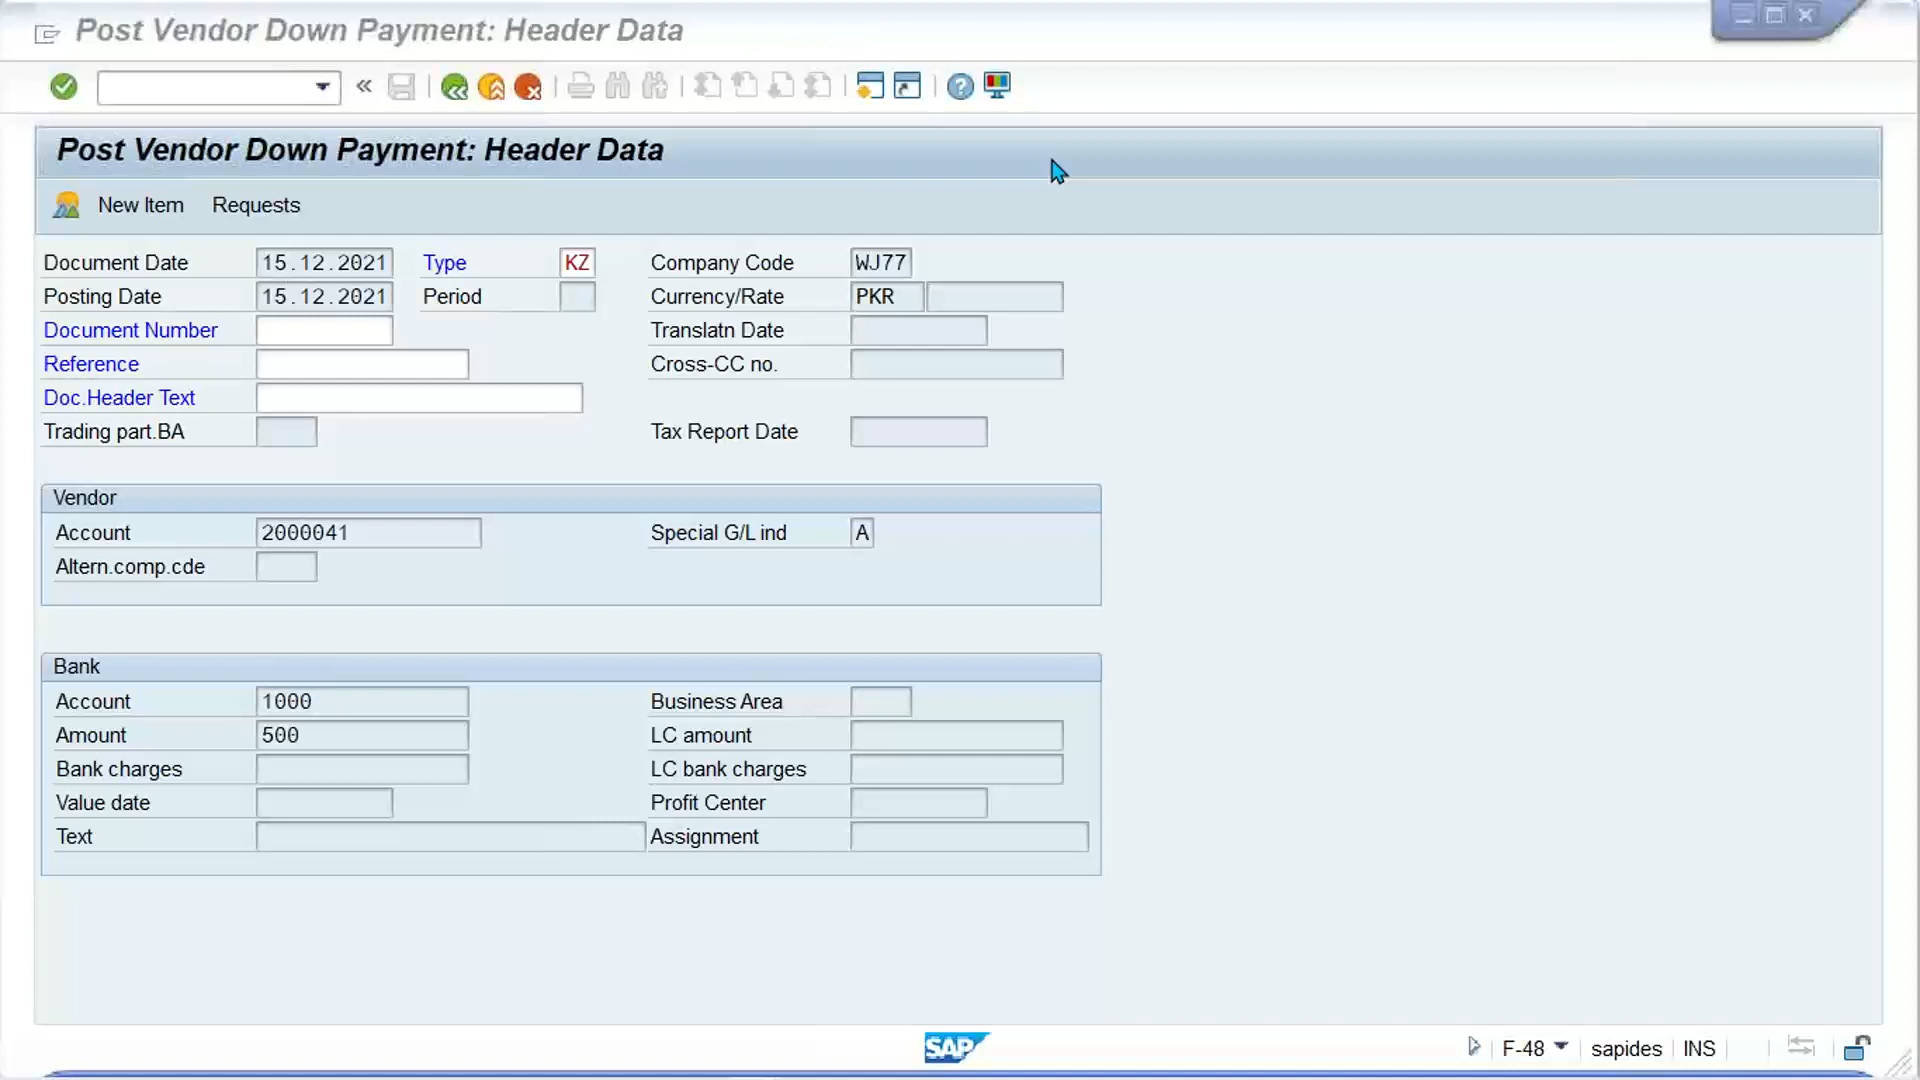 Post Vendor Down Payment: Header Data
Post Vendor Down Payment: Header Data
New Item Requests
Document Date 15.12.2021 Type KZ Company Code WJ77
Posting Date 15.12.2021 Period Currency/Rate PKR
Document Number Translatn Date
Reference Cross-CC no.
Doc.Header Text
Trading part.BA Tax Report Date
Vendor
Account 2000041 Special G/L ind A
Altern.comp.cde
Bank
Account 1000 Business Area
Amount 500 LC amount
Bank charges LC bank charges
Value date Profit Center
Text Assignment
SAP F-48 sapides INS